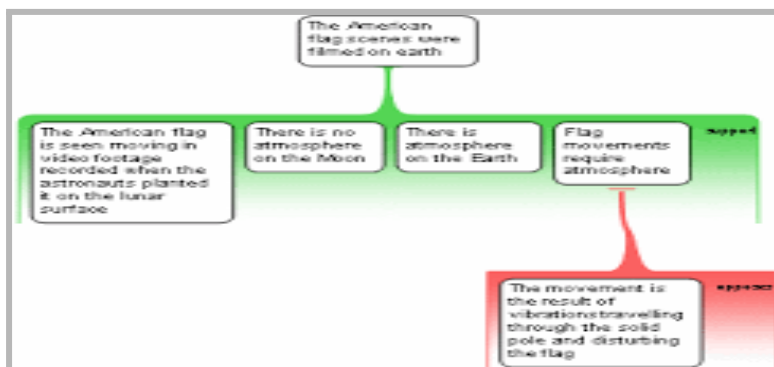 The American
flag scenes were
filmed on earth
The American flag
is seen moving in
video footage
recorded when the
astronauts planted
it on the lunar
surface
There is no
atmosphere
on the Moon
There is
atmosphere
on the Earth
Flag
movements
require
atmosphere
support
The movement is
the result of
vibrations travelling
through the solid
pole and disturbing
the flag
opposes